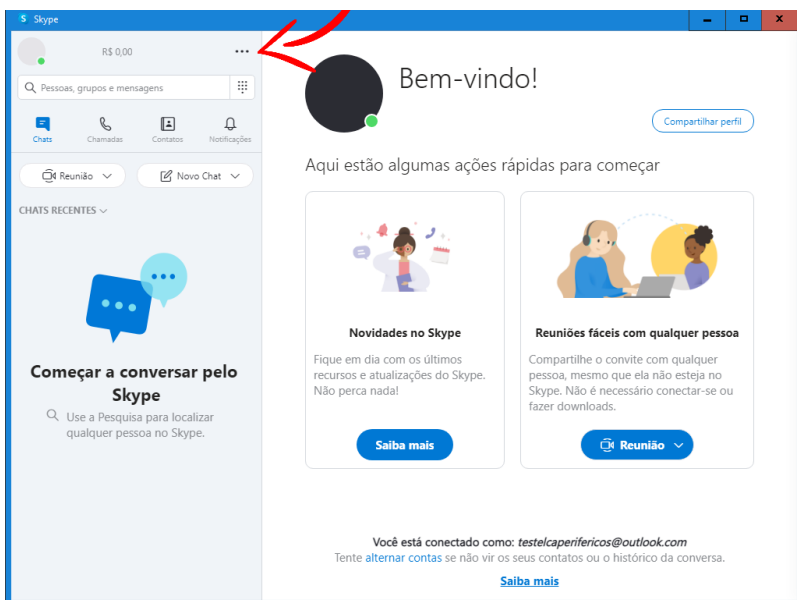 Skype
R$ 0,00
Pessoas, grupos e mensagens
Chats
Chamadas
Contatos
Notificações
Reunião
Novo Chat
CHATS RECENTES
Começar a conversar pelo
Skype
Use a Pesquisa para localizar
qualquer pessoa no Skype.
Bem-vindo!
Compartilhar perfil
Aqui estão algumas ações rápidas para começar
Novidades no Skype
Fique em dia com os últimos
recursos e atualizações do Skype.
Não perca nada!
Saiba mais
Reuniões fáceis com qualquer pessoa
Compartilhe o convite com qualquer
pessoa, mesmo que ela não esteja no
Skype. Não é necessário conectar-se ou
fazer downloads.
Reunião
Você está conectado como: testelcaperifericos@outlook.com
Tente alternar contas se não vir os seus contatos ou o histórico da conversa.
Saiba mais